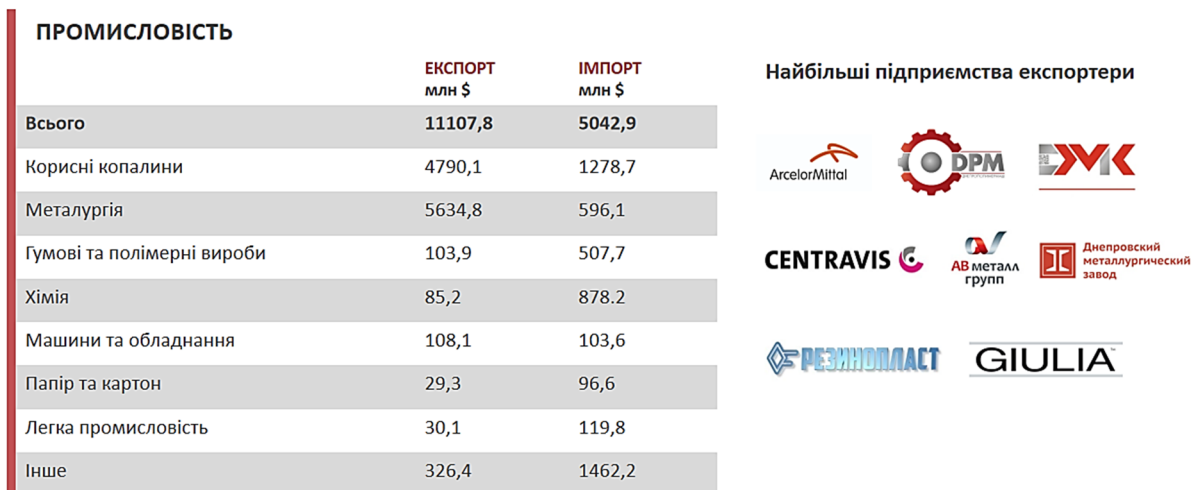 ПРОМИСЛОВІСТЬ
ЕКСПОРТ ІМПОРТ
млн $ млн $
Всього 11107,8 5042,9
Корисні копалини 4790,1 1278,7
Металургія 5634,8 596,1
Гумові та полімерні вироби 103,9 507,7
Хімія 85,2 878.2
Машини та обладнання 108,1 103,6
Папір та картон 29,3 96,6
Легка промисловість 30,1 119,8
Інше 326,4 1462,2
Найбільші підприємства експортери
ArcelorMittal DPM
CENTRAVIS
АВ металл
групп
Днепровский
металлургический
завод
РЕЗИНОПЛАСТ GIULIA